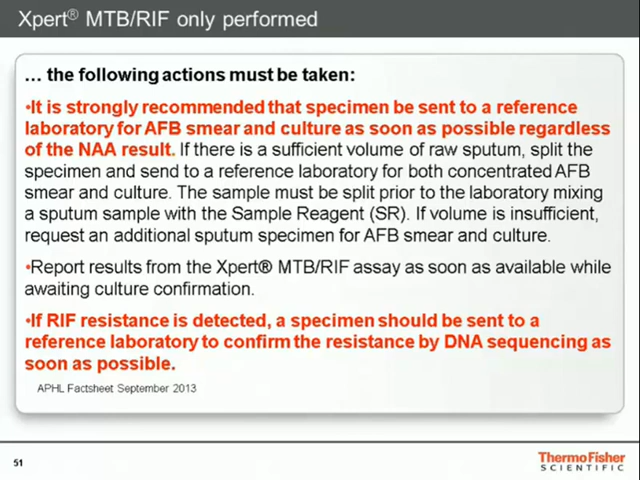 Xpert® MTB/RIF only performed
… the following actions must be taken:
•It is strongly recommended that specimen be sent to a reference
laboratory for AFB smear and culture as soon as possible regardless
of the NAA result. If there is a sufficient volume of raw sputum, split the
specimen and send to a reference laboratory for both concentrated AFB
smear and culture. The sample must be split prior to the laboratory mixing
a sputum sample with the Sample Reagent (SR). If volume is insufficient,
request an additional sputum specimen for AFB smear and culture.
•Report results from the Xpert® MTB/RIF assay as soon as available while
awaiting culture confirmation.
•If RIF resistance is detected, a specimen should be sent to a
reference laboratory to confirm the resistance by DNA sequencing as
soon as possible.
APHL Factsheet September 2013
51
ThermoFisher
SCIENTIFIC